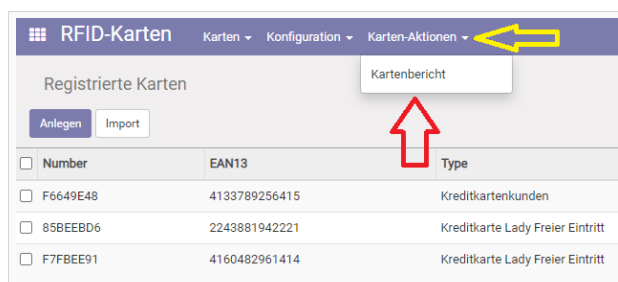 RFID-Karten Karten Konfiguration Karten-Aktionen
Kartenbericht
Registrierte Karten
Anlegen Import
Number EAN13 Type
F6649E48 4133789256415 Kreditkartenkunden
85BEEBD6 2243881942221 Kreditkarte Lady Freier Eintritt
F7FBEE91 4160482961414 Kreditkarte Lady Freier Eintritt